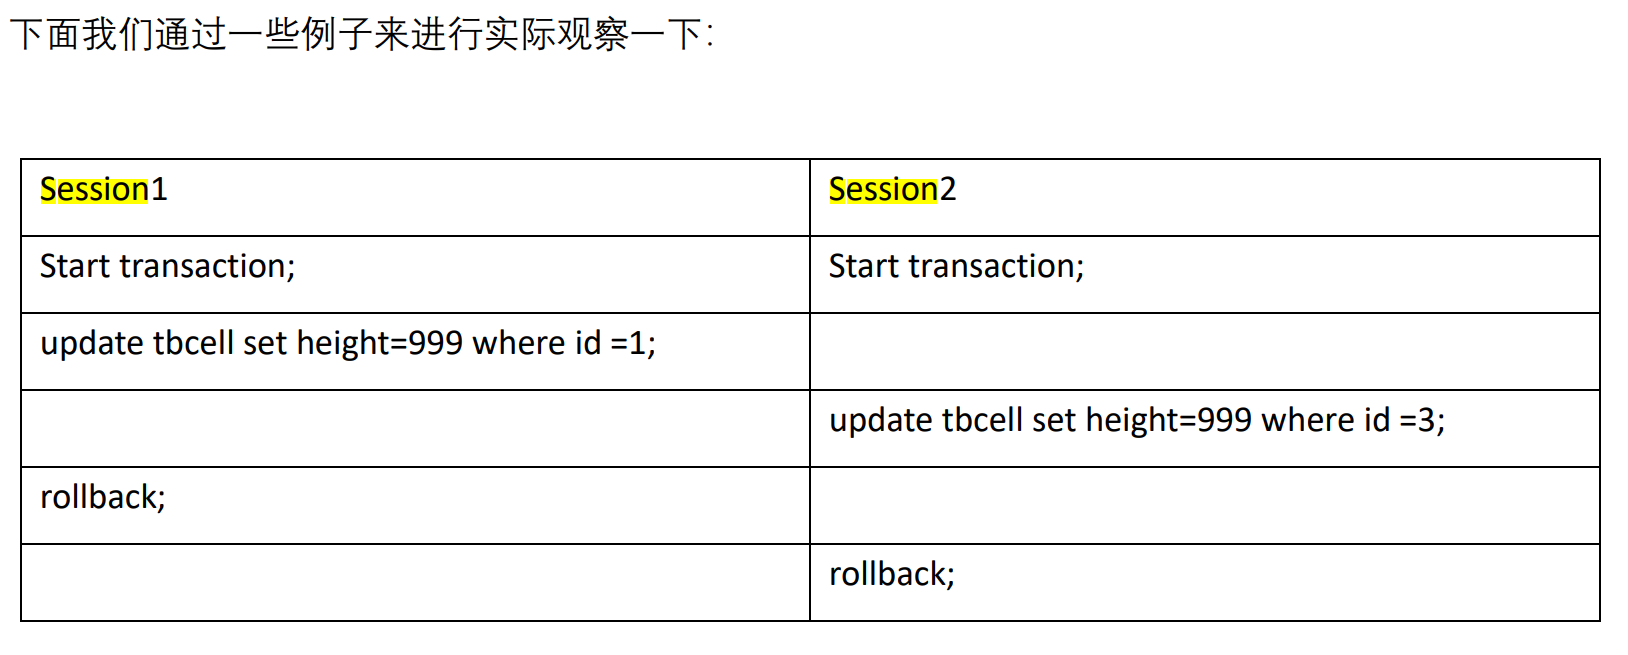 下面我们通过一些例子来进行实际观察一下：
Session1 Session2
Start transaction; Start transaction;
update tbcell set height=999 where id =1;
update tbcell set height=999 where id =3;
rollback;
rollback;